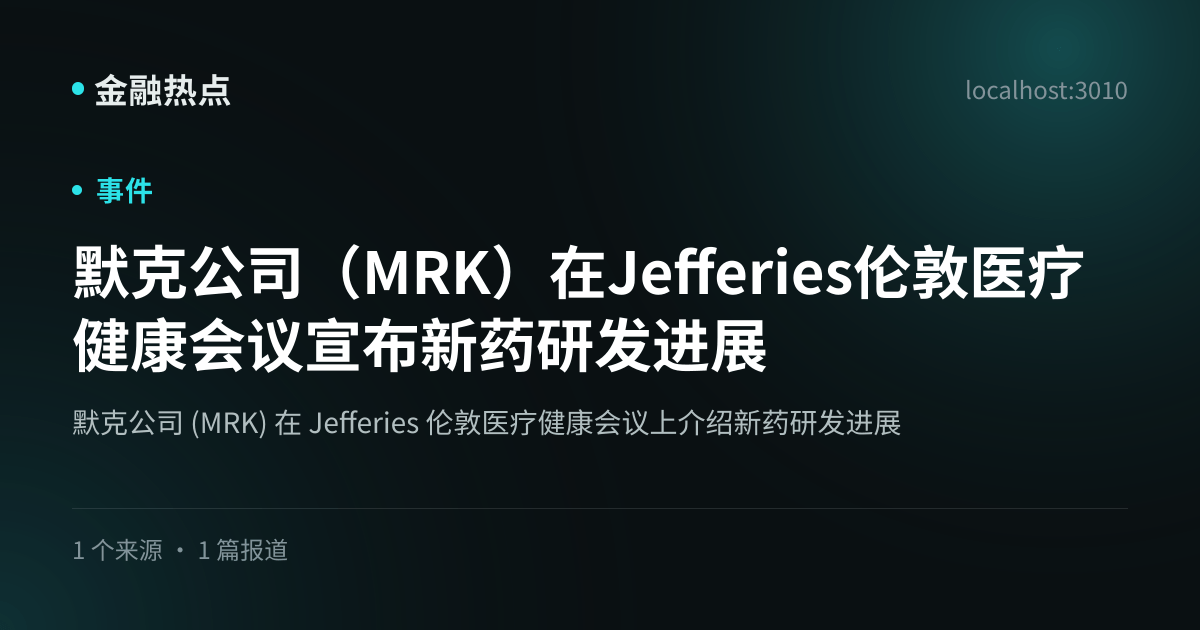 金融热点
localhost:3010
事件
默克公司（MRK）在Jefferies伦敦医疗
健康会议宣布新药研发进展
默克公司 (MRK) 在 Jefferies 伦敦医疗健康会议上介绍新药研发进展
1 个来源 · 1 篇报道